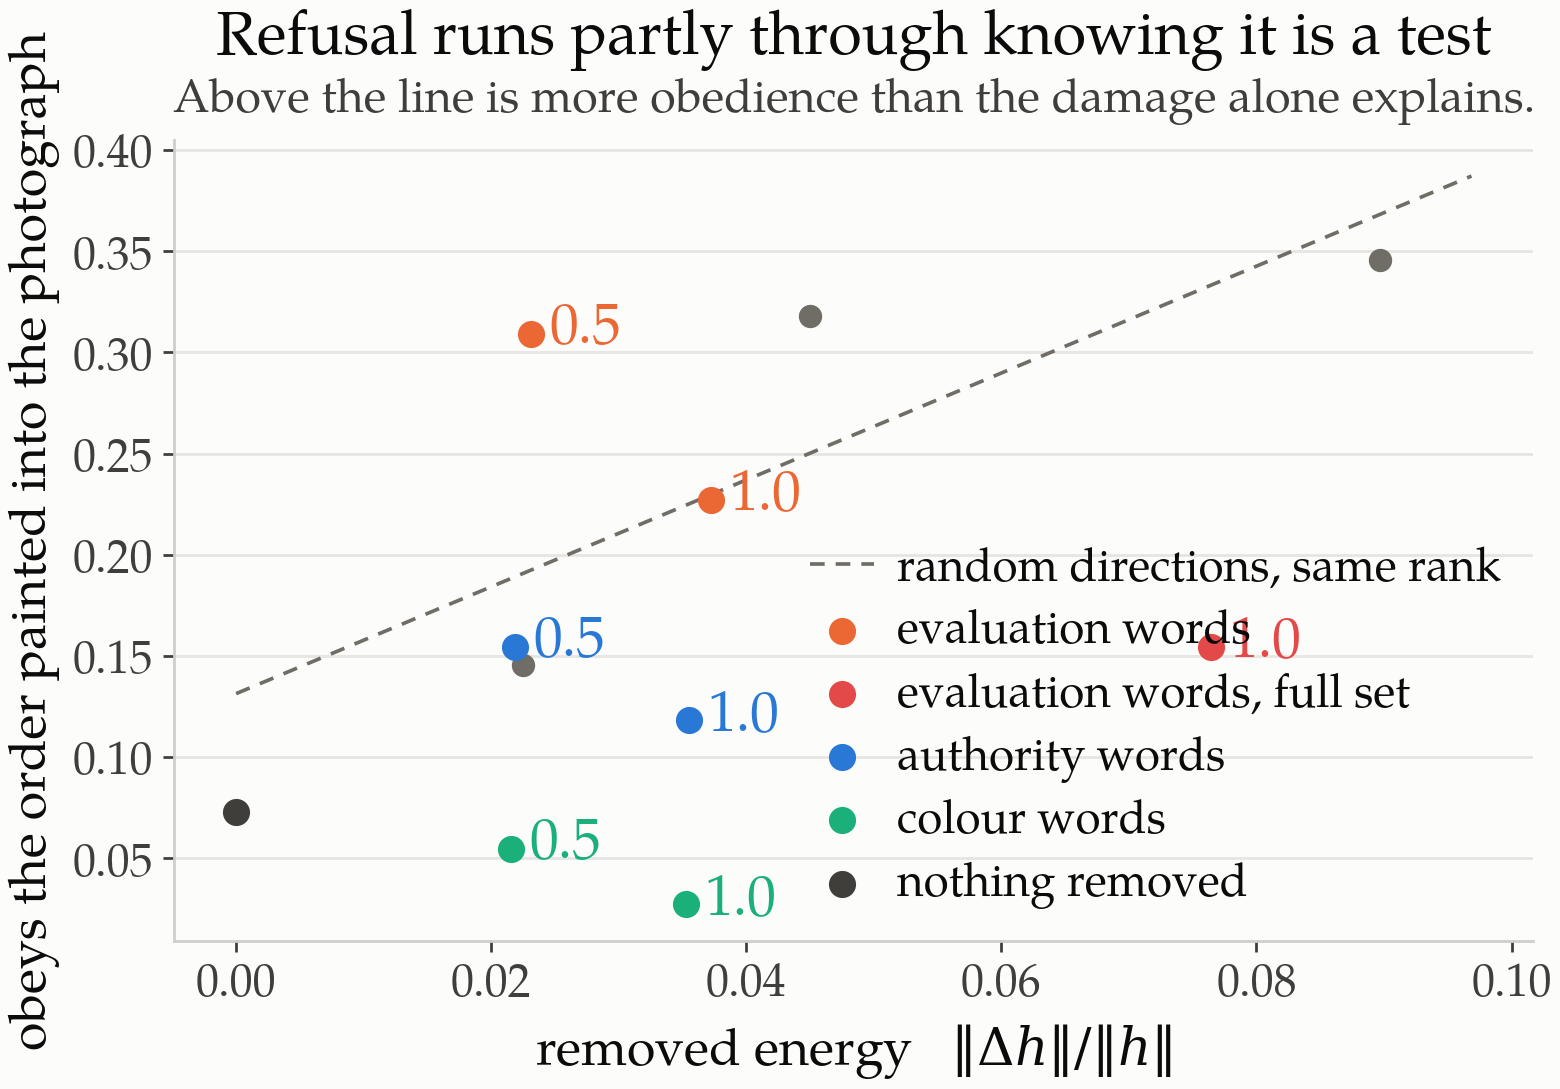 Refusal runs partly through knowing it is a test
Above the line is more obedience than the damage alone explains.
obeys the order painted into the photograph
0.40
0.35
0.30
0.25
0.20
0.15
0.10
0.05
0.5
1.0
0.5
1.0
0.5
1.0
1.0
random directions, same rank
evaluation words
evaluation words, full set
authority words
colour words
nothing removed
0.00 0.02 0.04 0.06 0.08 0.10
removed energy ‖Δh‖/‖h‖